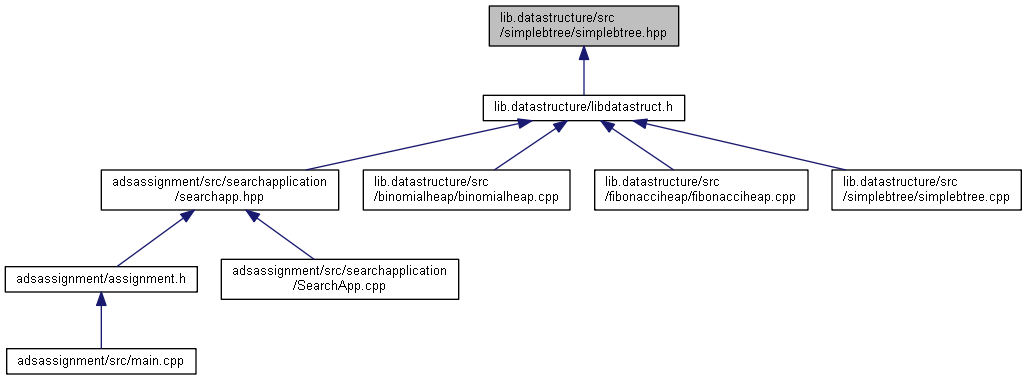 lib.datastructure/src
/simplebtree/simplebtree.hpp
lib.datastructure/libdatastruct.h
adsassignment/src/searchapplication
/searchapp.hpp
lib.datastructure/src
/binomialheap/binomialheap.cpp
lib.datastructure/src
/fibonacciheap/fibonacciheap.cpp
lib.datastructure/src
/simplebtree/simplebtree.cpp
adsassignment/assignment.h
adsassignment/src/searchapplication
/SearchApp.cpp
adsassignment/src/main.cpp